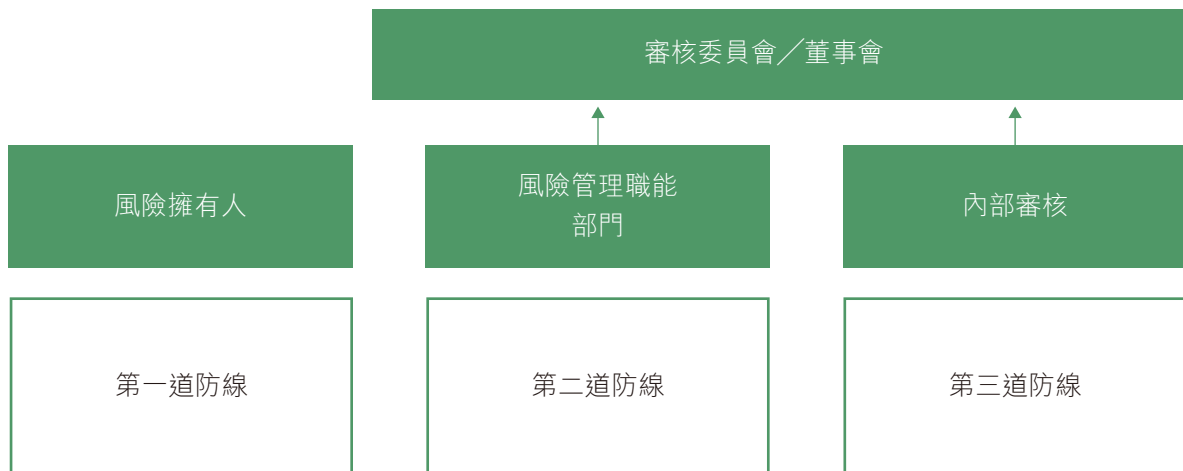 審核委員會／董事會
風險擁有人
風險管理職能
部門
內部審核
第一道防線
第二道防線
第三道防線